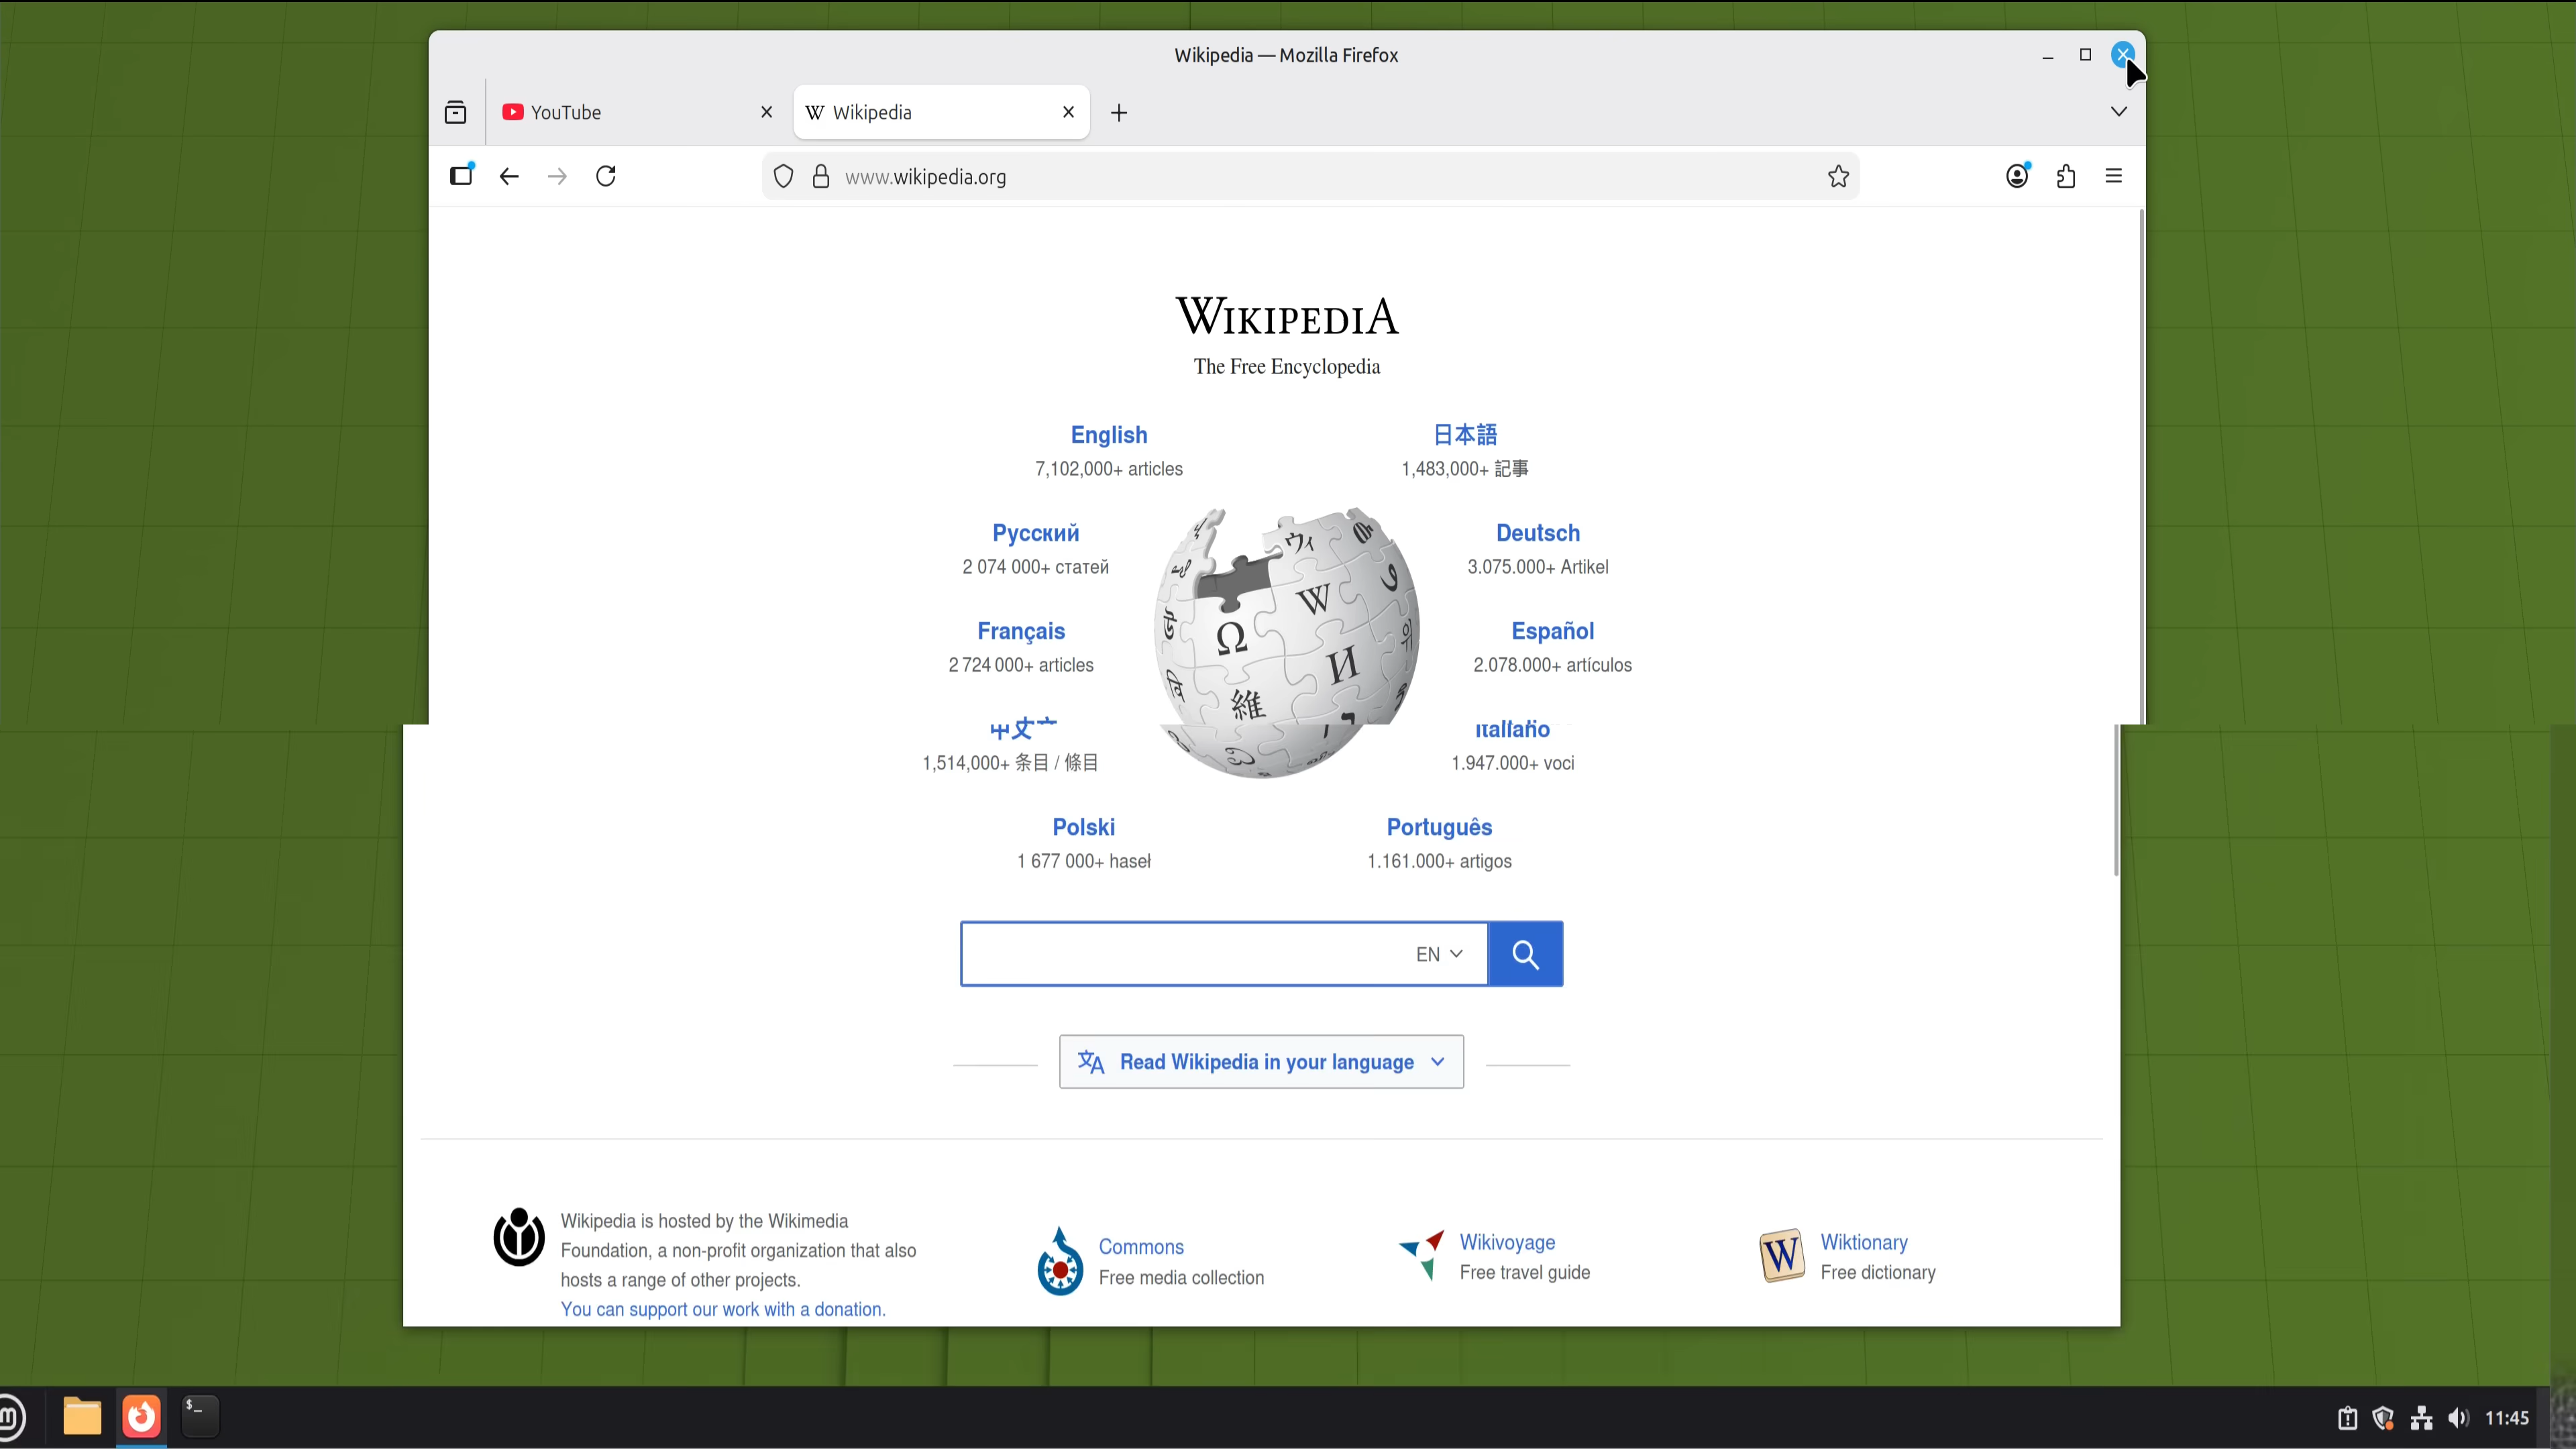 Wikipedia — Mozilla Firefox
YouTube
Wikipedia
www.wikipedia.org
WIKIPEDIA
The Free Encyclopedia
English
7,102,000+ articles
日本語
1,483,000+ 記事
Русский
2 074 000+ статей
Deutsch
3.075.000+ Artikel
Français
2 724 000+ articles
Español
2.078.000+ artículos
1,514,000+ 条目 / 條目
1.947.000+ voci
Polski
1 677 000+ haseł
Português
1.161.000+ artigos
EN
Read Wikipedia in your language
Wikipedia is hosted by the Wikimedia
Foundation, a non-profit organization that also
hosts a range of other projects.
You can support our work with a donation.
Commons
Free media collection
Wikivoyage
Free travel guide
Wiktionary
Free dictionary
11:45